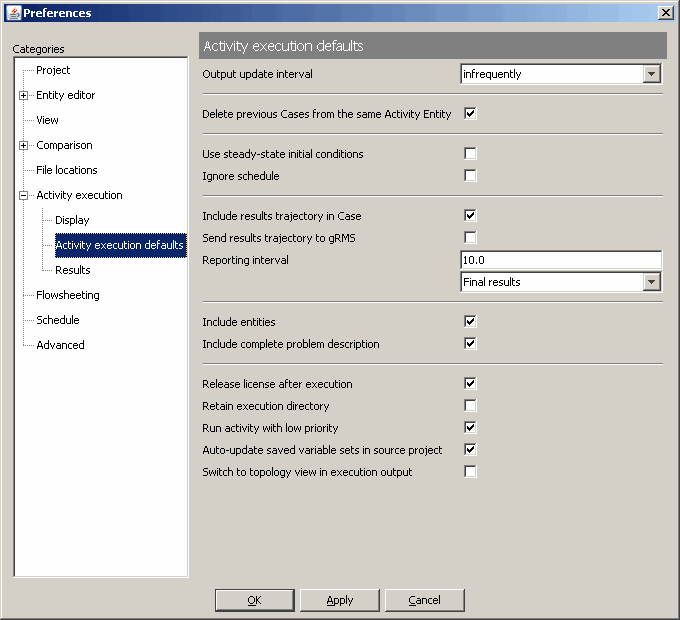 Preferences
Categories
Project
Entity editor
View
Comparison
File locations
Activity execution
Display
Activity execution defaults
Results
Flowsheeting
Schedule
Advanced
Activity execution defaults
Output update interval infrequently
Delete previous Cases from the same Activity Entity
Use steady-state initial conditions
Ignore schedule
Include results trajectory in Case
Send results trajectory to gRMS
Reporting interval 10.0
Final results
Include entities
Include complete problem description
Release license after execution
Retain execution directory
Run activity with low priority
Auto-update saved variable sets in source project
Switch to topology view in execution output
OK Apply Cancel